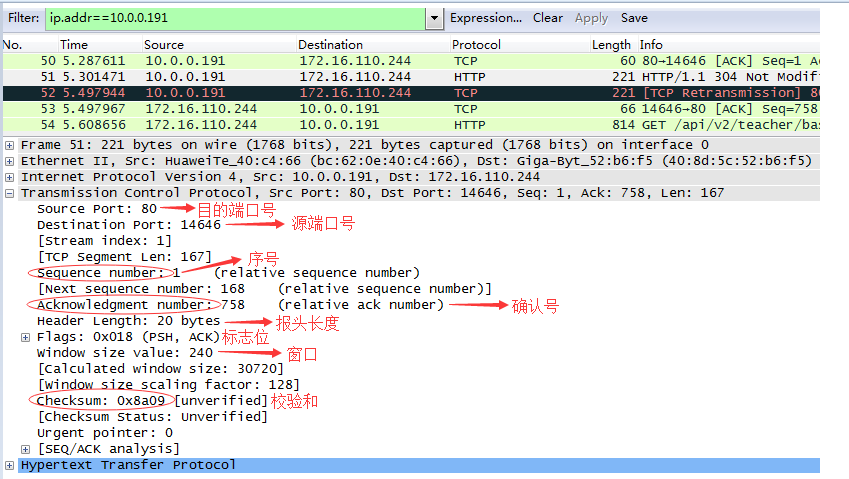 Filter: ip.addr==10.0.0.191 Expression... Clear Apply Save
No. Time Source Destination Protocol Length Info
50 5.287611 10.0.0.191 172.16.110.244 TCP 60 80→14646 [ACK] Seq=1 Ac
51 5.301471 10.0.0.191 172.16.110.244 HTTP 221 HTTP/1.1 304 Not Modif
52 5.497944 10.0.0.191 172.16.110.244 TCP 221 [TCP Retransmission] 80
53 5.497967 172.16.110.244 10.0.0.191 TCP 66 14646→80 [ACK] Seq=758
54 5.608656 172.16.110.244 10.0.0.191 HTTP 814 GET /api/v2/teacher/bas
Frame 51: 221 bytes on wire (1768 bits), 221 bytes captured (1768 bits) on interface 0
Ethernet II, Src: HuaweiTe_40:c4:66 (bc:62:0e:40:c4:66), Dst: Giga-Byt_52:b6:f5 (40:8d:5c:52:b6:f5)
Internet Protocol Version 4, Src: 10.0.0.191, Dst: 172.16.110.244
Transmission Control Protocol, Src Port: 80, Dst Port: 14646, Seq: 1, Ack: 758, Len: 167
Source Port: 80 目的端口号
Destination Port: 14646 源端口号
[Stream index: 1]
[TCP Segment Len: 167] 序号
Sequence number: 1 (relative sequence number)
[Next sequence number: 168 (relative sequence number)]
Acknowledgment number: 758 (relative ack number) 确认号
Header Length: 20 bytes 报头长度
Flags: 0x018 (PSH, ACK) 标志位
Window size value: 240 窗口
[Calculated window size: 30720]
[Window size scaling factor: 128]
Checksum: 0x8a09 [unverified] 校验和
[Checksum Status: Unverified]
Urgent pointer: 0
[SEQ/ACK analysis]
Hypertext Transfer Protocol